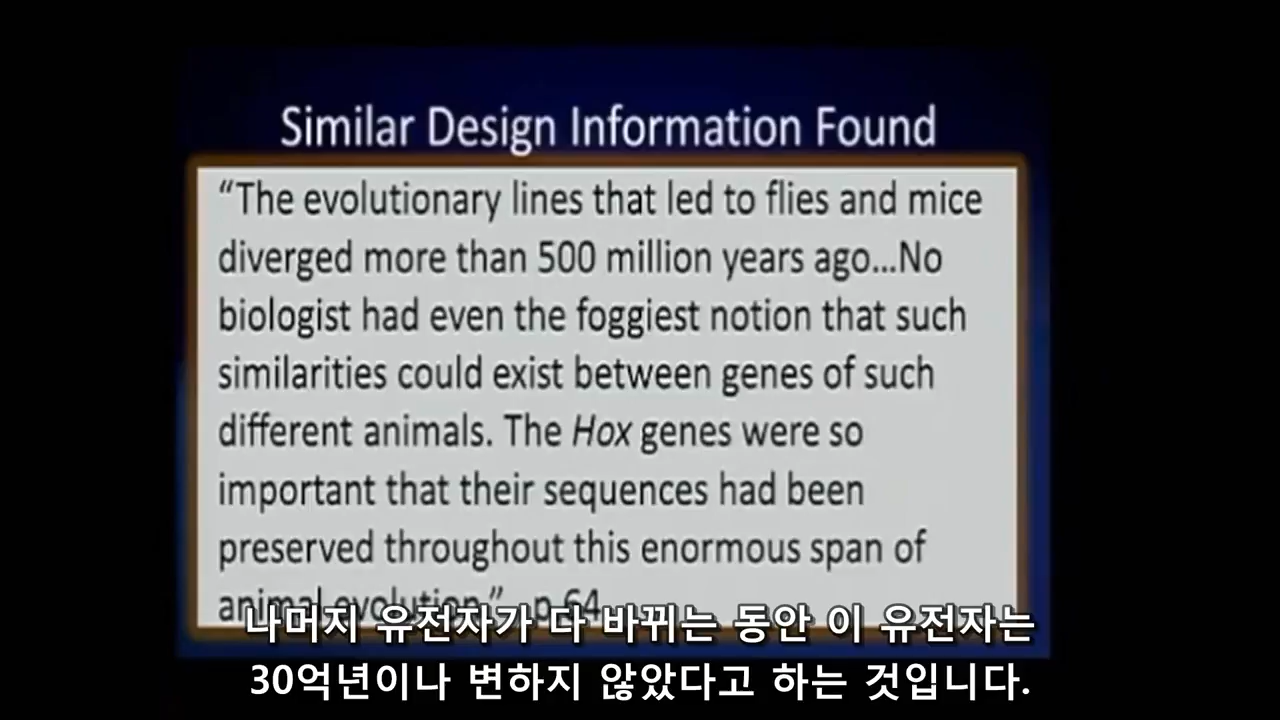 Similar Design Information Found
“The evolutionary lines that led to flies and mice
diverged more than 500 million years ago...No
biologist had even the foggiest notion that such
similarities could exist between genes of such
different animals. The Hox genes were so
important that their sequences had been
preserved throughout this enormous span of
animal evolution.” p.64
나머지 유전자가 다 바뀌는 동안 이 유전자는
30억년이나 변하지 않았다고 하는 것입니다.